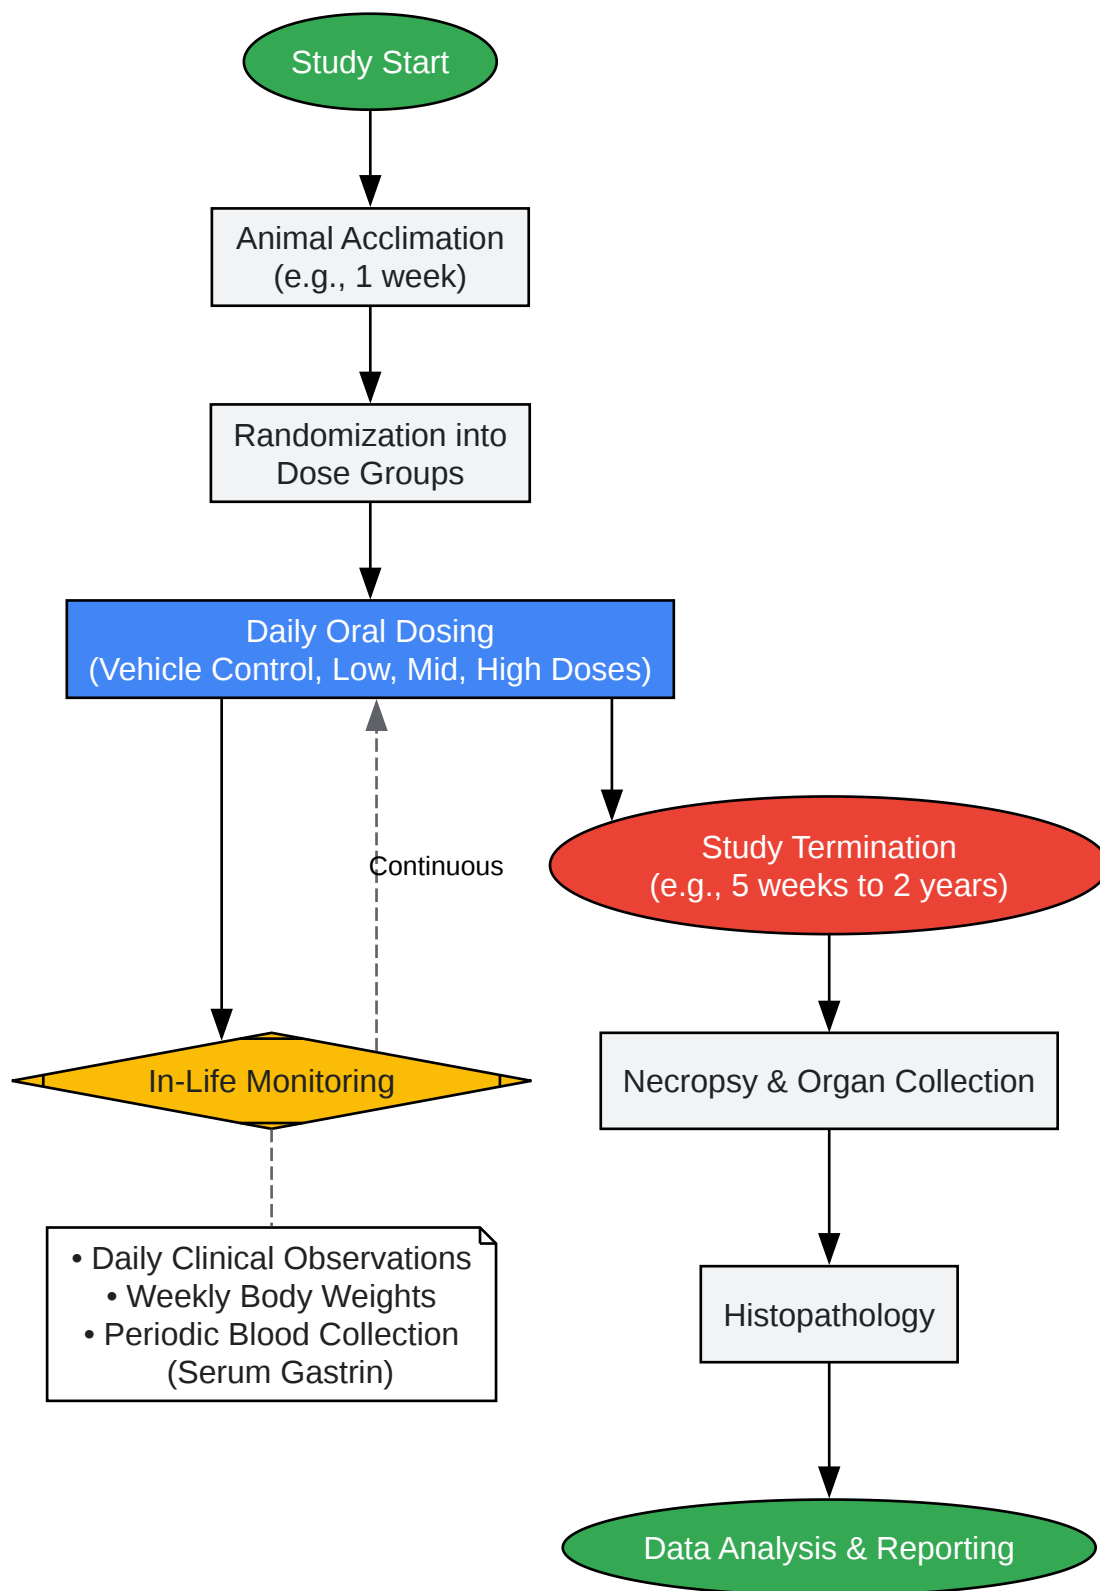 Study Start
Animal Acclimation
(e.g., 1 week)
Randomization into
Dose Groups
Daily Oral Dosing
(Vehicle Control, Low, Mid, High Doses)
Continuous
Study Termination
(e.g., 5 weeks to 2 years)
In-Life Monitoring
Necropsy & Organ Collection
• Daily Clinical Observations
• Weekly Body Weights
• Periodic Blood Collection
(Serum Gastrin)
Histopathology
Data Analysis & Reporting